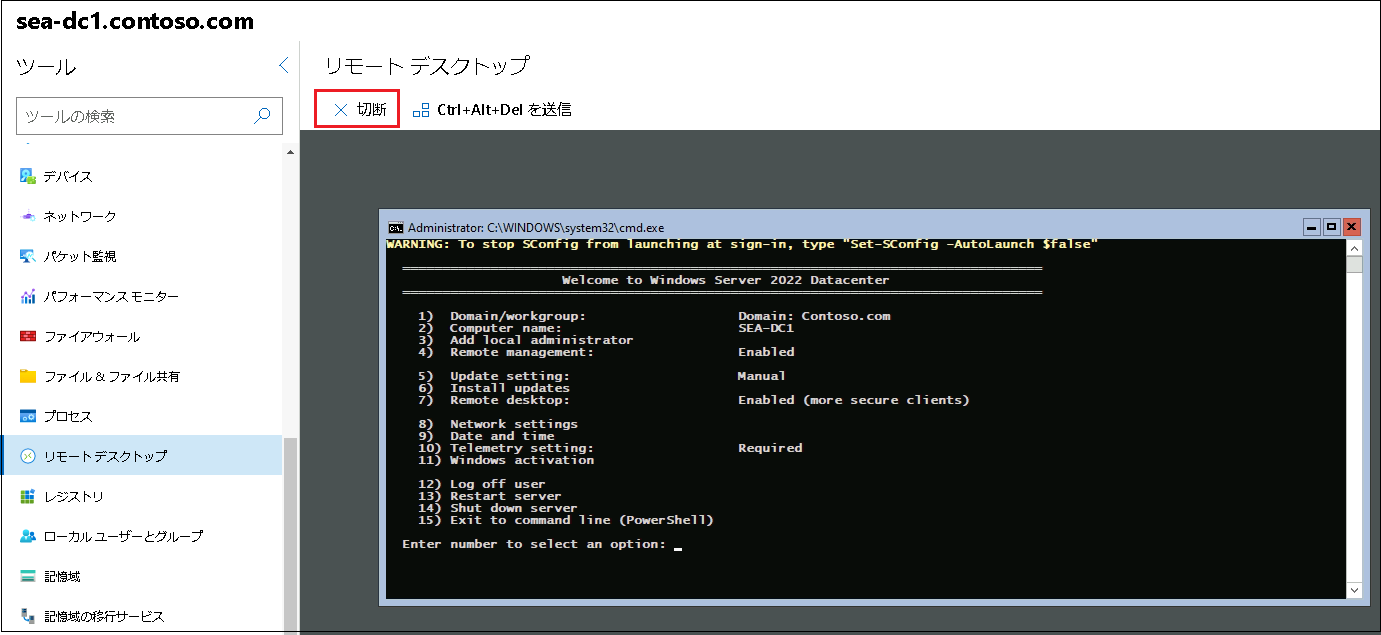 sea-dc1.contoso.com
ツール
ツールの検索
デバイス
ネットワーク
パケット監視
パフォーマンス モニター
ファイアウォール
ファイル & ファイル共有
プロセス
リモート デスクトップ
レジストリ
ローカル ユーザーとグループ
記憶域
記憶域の移行サービス
リモート デスクトップ
切断
Ctrl+Alt+Del を送信
Administrator: C:\WINDOWS\system32\cmd.exe
WARNING: To stop SConfig from launching at sign-in, type "Set-SConfig -AutoLaunch $false"
Welcome to Windows Server 2022 Datacenter
1) Domain/workgroup: Domain: Contoso.com
2) Computer name: SEA-DC1
3) Add local administrator
4) Remote management: Enabled
5) Update setting: Manual
6) Install updates
7) Remote desktop: Enabled (more secure clients)
8) Network settings
9) Date and time
10) Telemetry setting: Required
11) Windows activation
12) Log off user
13) Restart server
14) Shut down server
15) Exit to command line (PowerShell)
Enter number to select an option: